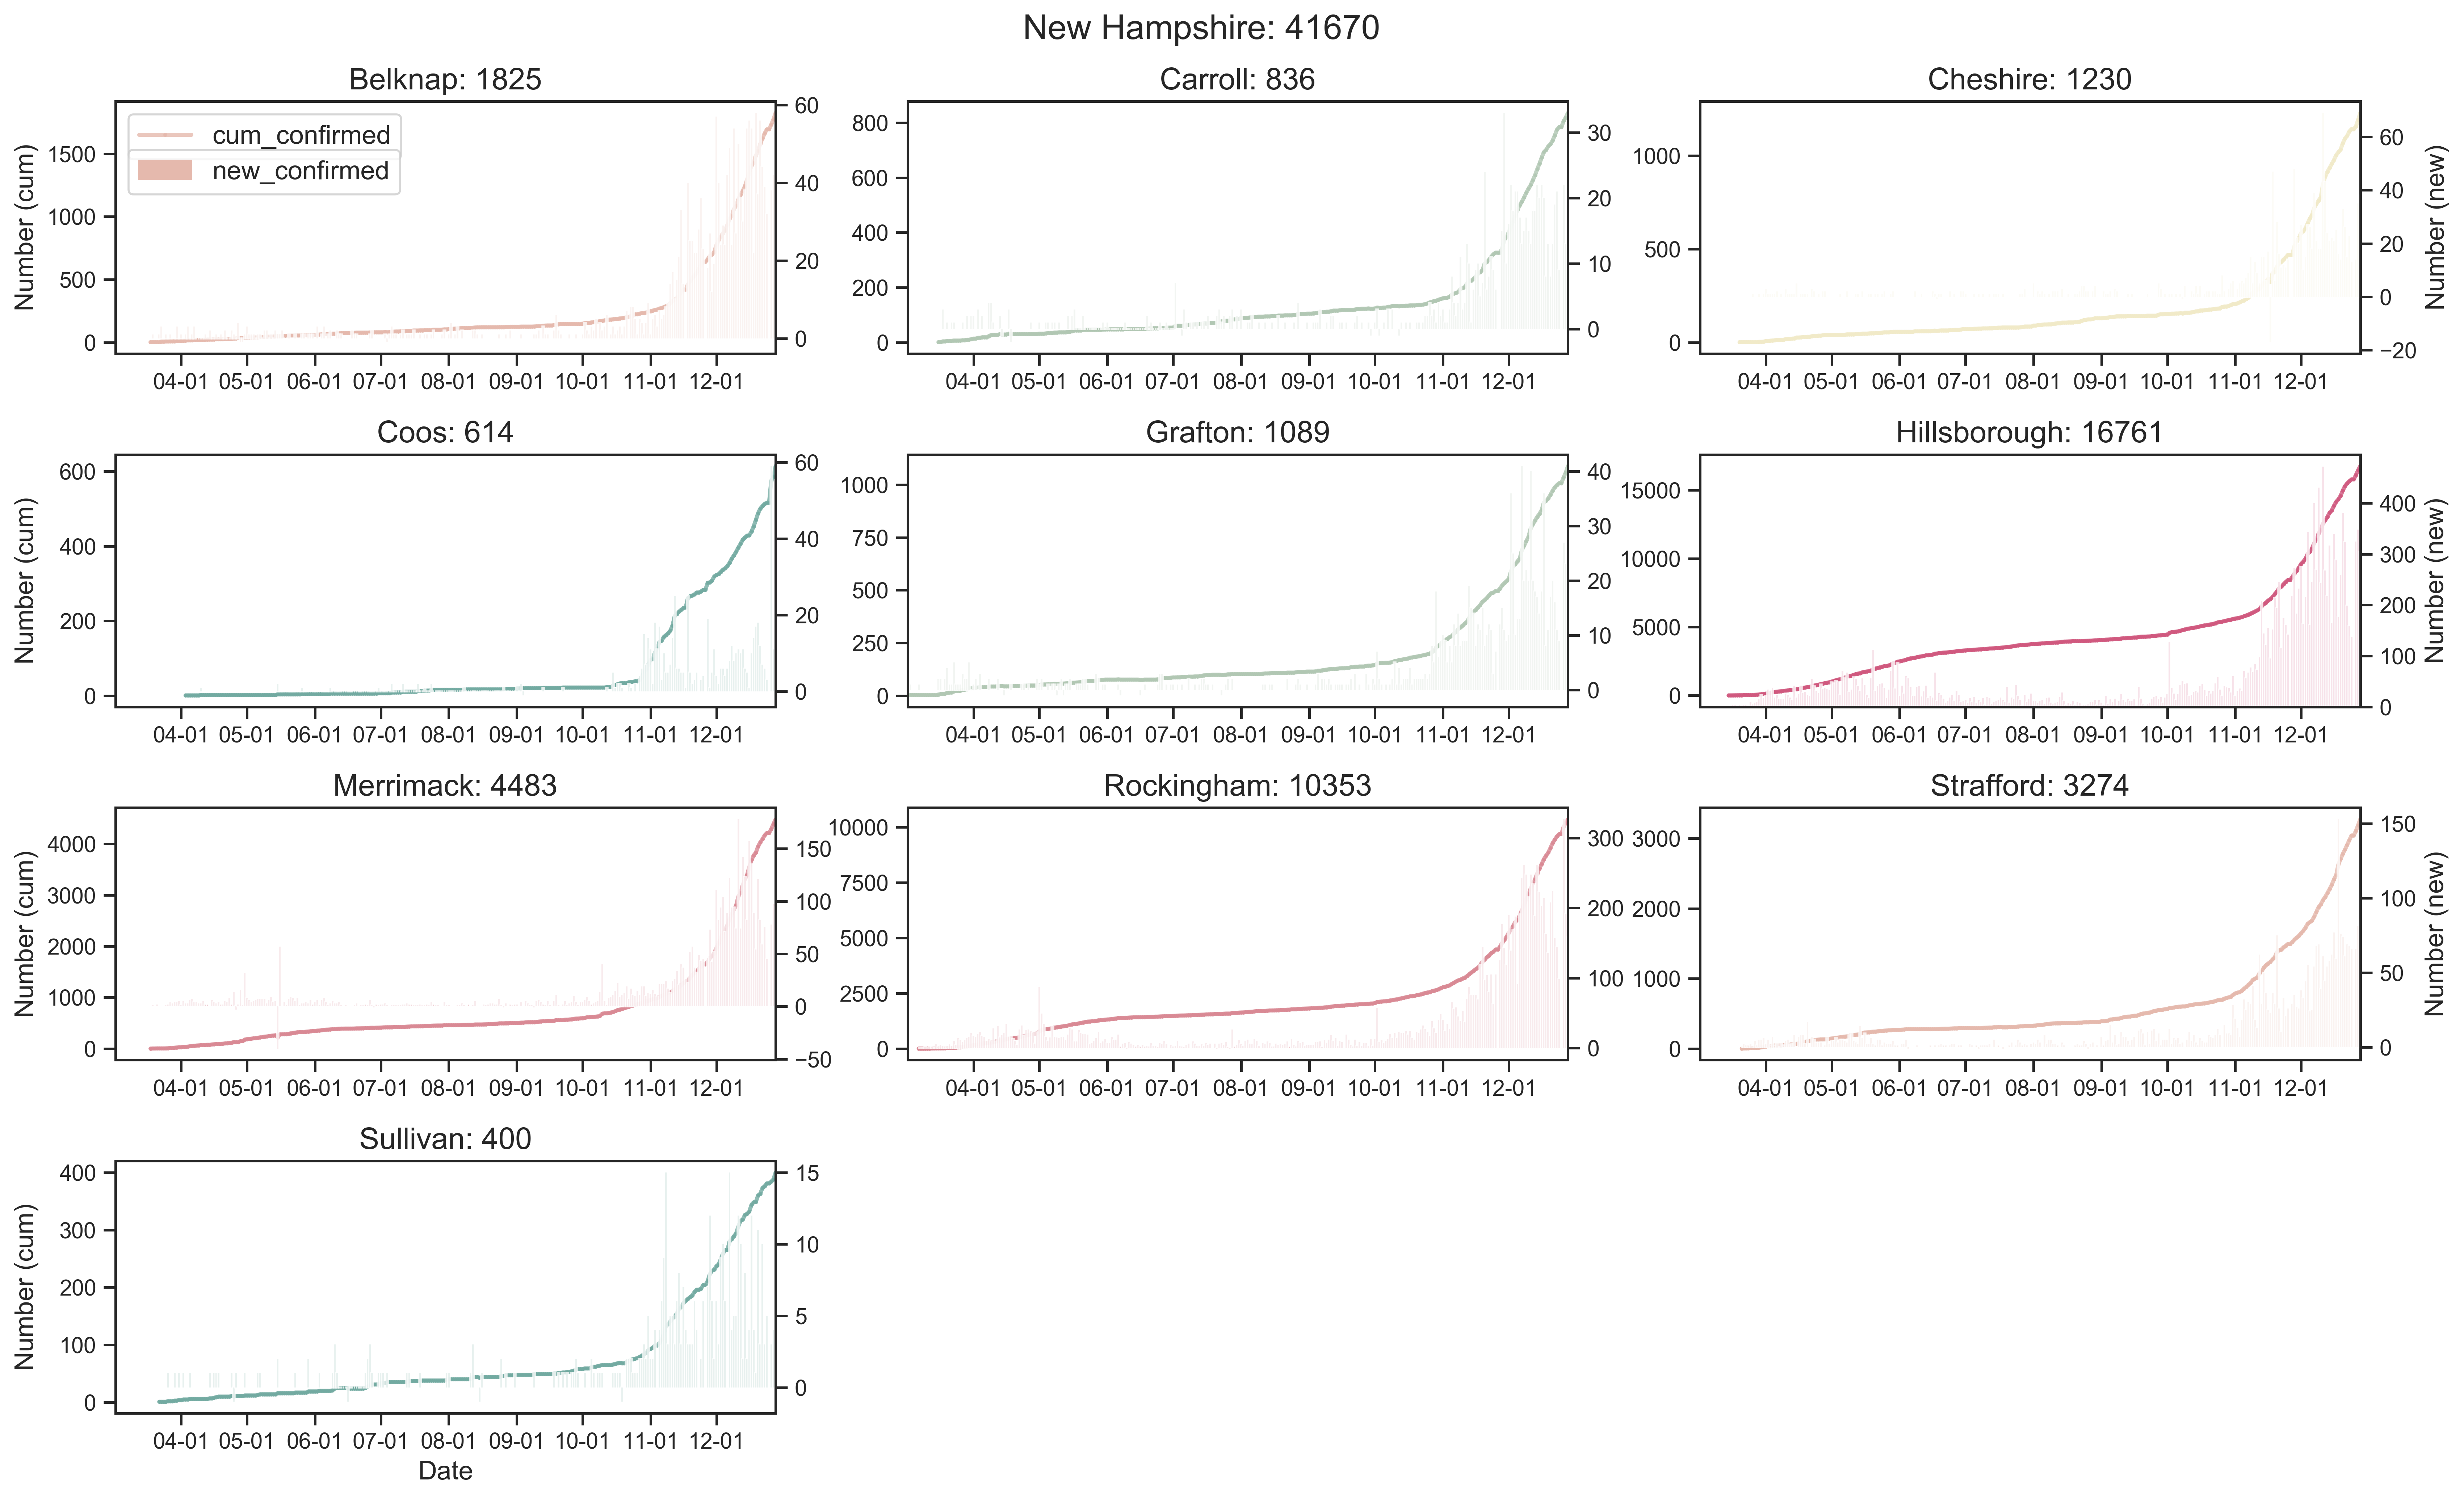 New Hampshire: 41670
Belknap: 1825
Number (cum)
1500
1000
500
0
cum_confirmed
new_confirmed
60
40
20
0
04-01 05-01 06-01 07-01 08-01 09-01 10-01 11-01 12-01
Carroll: 836
800
600
400
200
0
30
20
10
0
04-01 05-01 06-01 07-01 08-01 09-01 10-01 11-01 12-01
Cheshire: 1230
1000
500
0
60
40
20
0
−20
Number (new)
04-01 05-01 06-01 07-01 08-01 09-01 10-01 11-01 12-01
Coos: 614
Number (cum)
600
400
200
0
60
40
20
0
04-01 05-01 06-01 07-01 08-01 09-01 10-01 11-01 12-01
Grafton: 1089
1000
750
500
250
0
40
30
20
10
0
04-01 05-01 06-01 07-01 08-01 09-01 10-01 11-01 12-01
Hillsborough: 16761
15000
10000
5000
0
400
300
200
100
0
Number (new)
04-01 05-01 06-01 07-01 08-01 09-01 10-01 11-01 12-01
Merrimack: 4483
Number (cum)
4000
3000
2000
1000
0
150
100
50
0
−50
04-01 05-01 06-01 07-01 08-01 09-01 10-01 11-01 12-01
Rockingham: 10353
10000
7500
5000
2500
0
300
200
100
0
04-01 05-01 06-01 07-01 08-01 09-01 10-01 11-01 12-01
Strafford: 3274
3000
2000
1000
0
150
100
50
0
Number (new)
04-01 05-01 06-01 07-01 08-01 09-01 10-01 11-01 12-01
Sullivan: 400
Number (cum)
400
300
200
100
0
15
10
5
0
04-01 05-01 06-01 07-01 08-01 09-01 10-01 11-01 12-01
Date